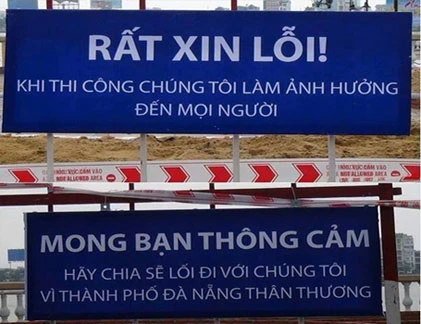 RẤT XIN LỖI!
KHI THI CÔNG CHÚNG TÔI LÀM ẢNH HƯỞNG
ĐẾN MỌI NGƯỜI
MONG BẠN THÔNG CẢM
HÃY CHIA SẼ LỐI ĐI VỚI CHÚNG TÔI
VÌ THÀNH PHỐ ĐÀ NẴNG THÂN THƯƠNG